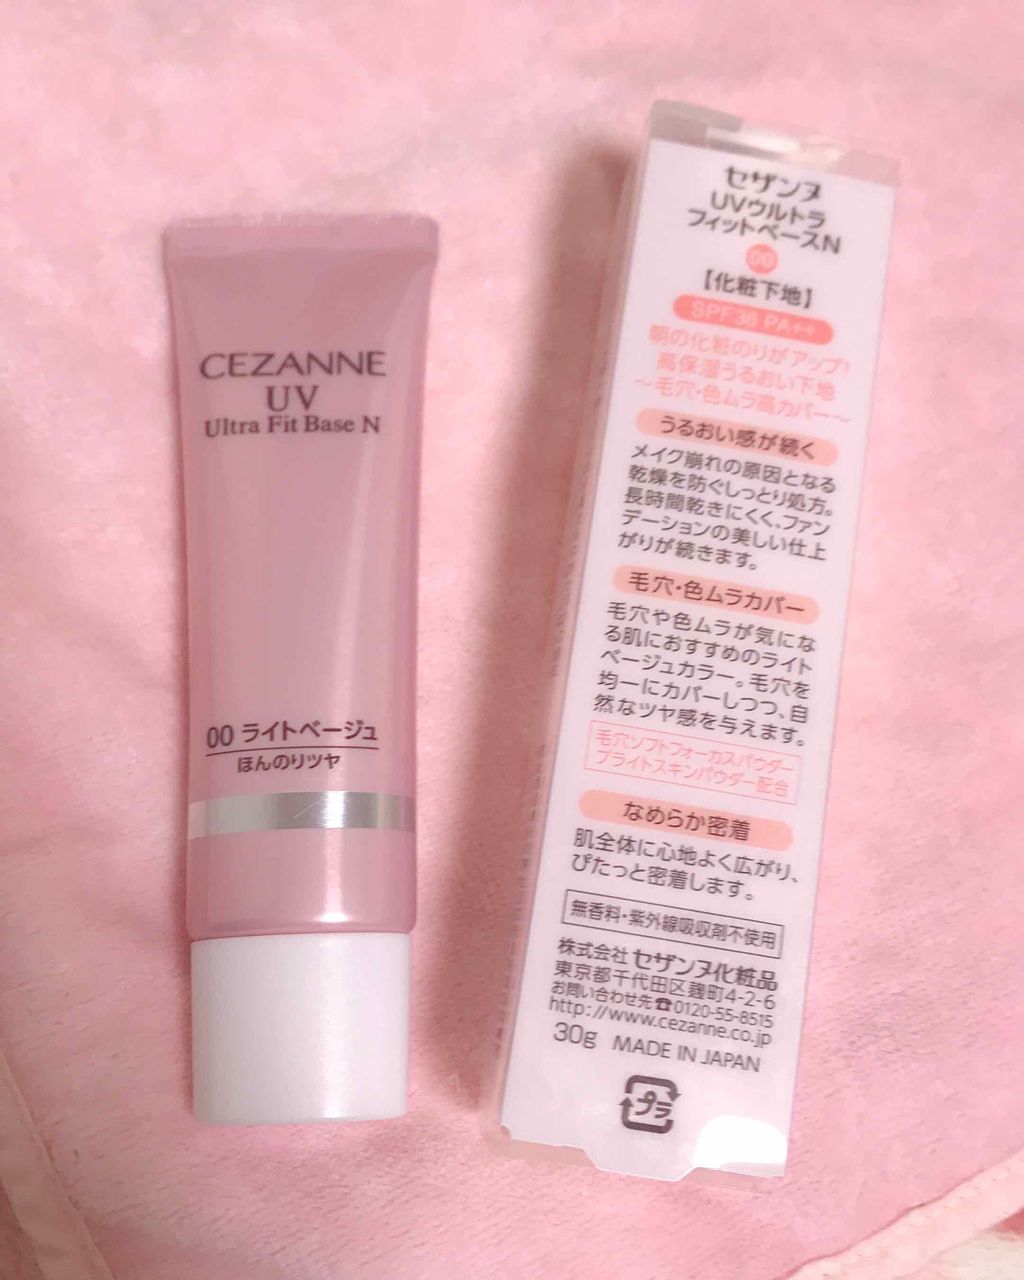 CEZANNE
UV
Ultra Fit Base N
00 ライトベージュ
ほんのりツヤ
セザンヌ
UVウルトラ
フィットベースN
00
【化粧下地】
SPF36 PA++
朝の化粧のりがアップ!
高保湿うるおい下地
~毛穴・色ムラ高カバー~
うるおい感が続く
メイク崩れの原因となる
乾燥を防ぐしっとり処方。
長時間乾きにくく、ファン
デーションの美しい仕上
がりが続きます。
毛穴・色ムラカバー
毛穴や色ムラが気にな
る肌におすすめのライト
ベージュカラー。毛穴を
均一にカバーしつつ、自
然なツヤ感を与えます。
毛穴ソフトフォーカスパウダー
ブライトスキンパウダー配合
なめらか密着
肌全体に心地よく広がり、
ぴたっと密着します。
無香料・紫外線吸収剤不使用
株式会社 セザンヌ化粧品
東京都千代田区麹町4-2-6
お問い合わせ先☎0120-55-8515
http://www.cezanne.co.jp
30g MADE IN JAPAN
プラ